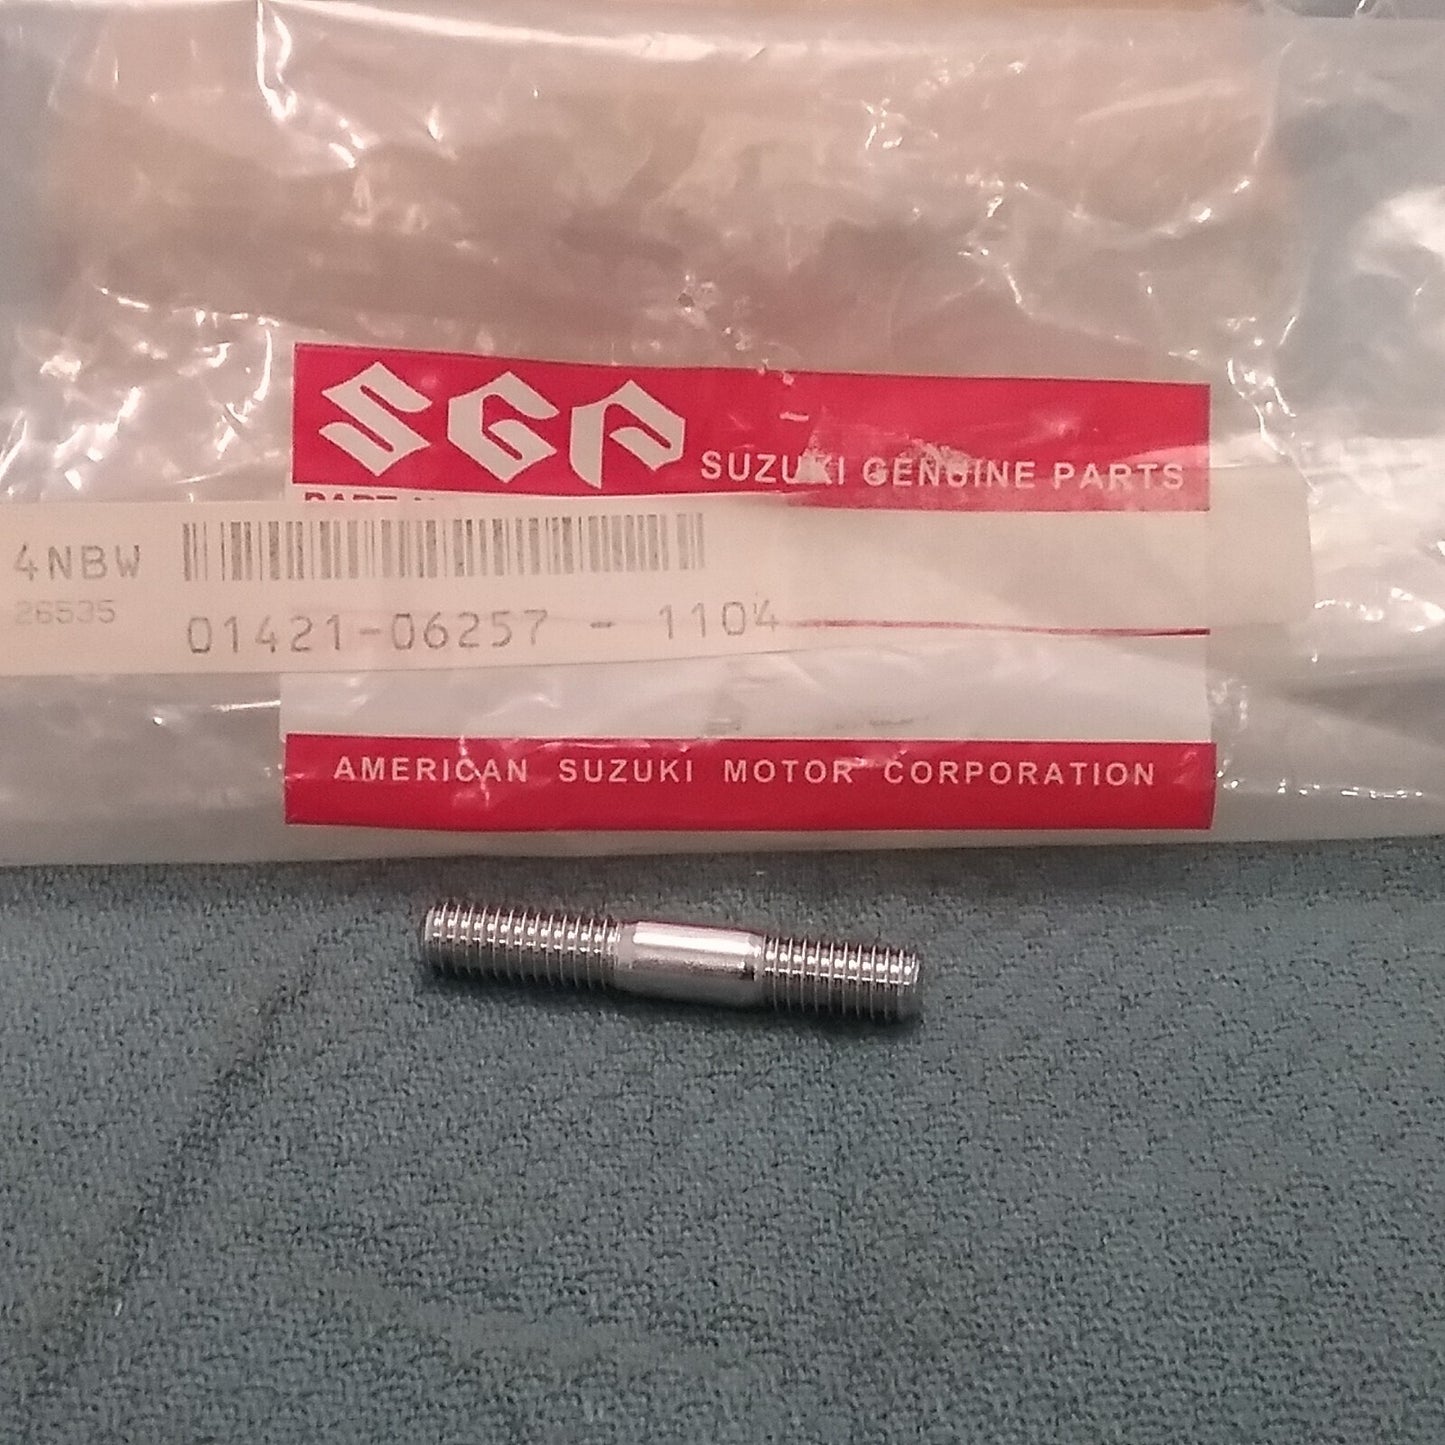 SGP SUZUKI GENUINE PARTS
4NBW
26535
01421-06257 - 1104
AMERICAN SUZUKI MOTOR CORPORATION